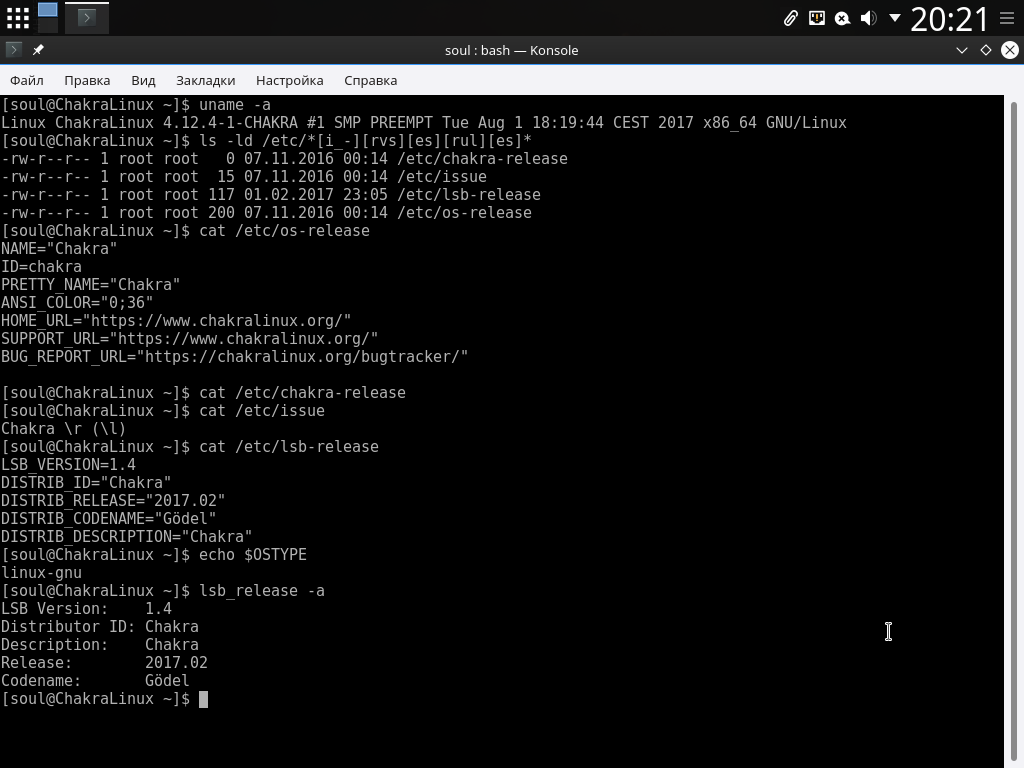 20:21
soul : bash — Konsole
Файл Правка Вид Закладки Настройка Справка
[soul@ChakraLinux ~]$ uname -a
Linux ChakraLinux 4.12.4-1-CHAKRA #1 SMP PREEMPT Tue Aug 1 18:19:44 CEST 2017 x86_64 GNU/Linux
[soul@ChakraLinux ~]$ ls -ld /etc/*[i_-][rvs][es][rul][es]*
-rw-r--r-- 1 root root   0 07.11.2016 00:14 /etc/chakra-release
-rw-r--r-- 1 root root  15 07.11.2016 00:14 /etc/issue
-rw-r--r-- 1 root root 117 01.02.2017 23:05 /etc/lsb-release
-rw-r--r-- 1 root root 200 07.11.2016 00:14 /etc/os-release
[soul@ChakraLinux ~]$ cat /etc/os-release
NAME="Chakra"
ID=chakra
PRETTY_NAME="Chakra"
ANSI_COLOR="0;36"
HOME_URL="https://www.chakralinux.org/"
SUPPORT_URL="https://www.chakralinux.org/"
BUG_REPORT_URL="https://chakralinux.org/bugtracker/"
[soul@ChakraLinux ~]$ cat /etc/chakra-release
[soul@ChakraLinux ~]$ cat /etc/issue
Chakra \r (\l)
[soul@ChakraLinux ~]$ cat /etc/lsb-release
LSB_VERSION=1.4
DISTRIB_ID="Chakra"
DISTRIB_RELEASE="2017.02"
DISTRIB_CODENAME="Gödel"
DISTRIB_DESCRIPTION="Chakra"
[soul@ChakraLinux ~]$ echo $OSTYPE
linux-gnu
[soul@ChakraLinux ~]$ lsb_release -a
LSB Version:    1.4
Distributor ID: Chakra
Description:    Chakra
Release:        2017.02
Codename:       Gödel
[soul@ChakraLinux ~]$